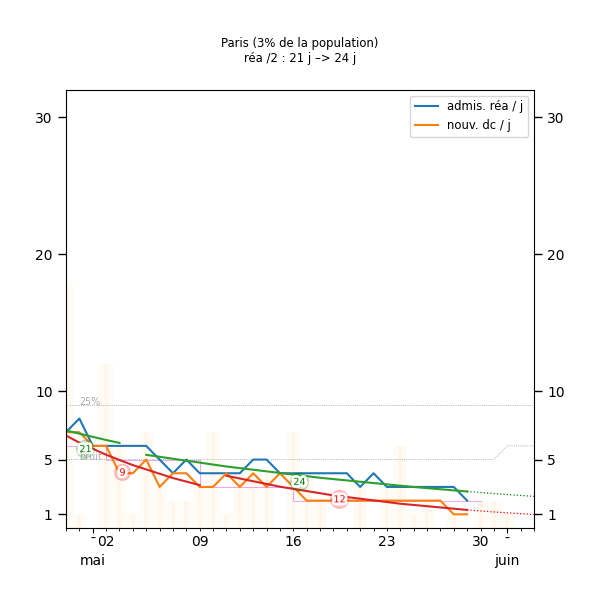 Paris (3% de la population)
réa /2 : 21 j –> 24 j
admis. réa / j
nouv. dc / j
30 30
20 20
10 10
25%
21
bruit
9
5 5
24
12
1 1
02 09 16 23 30
mai juin